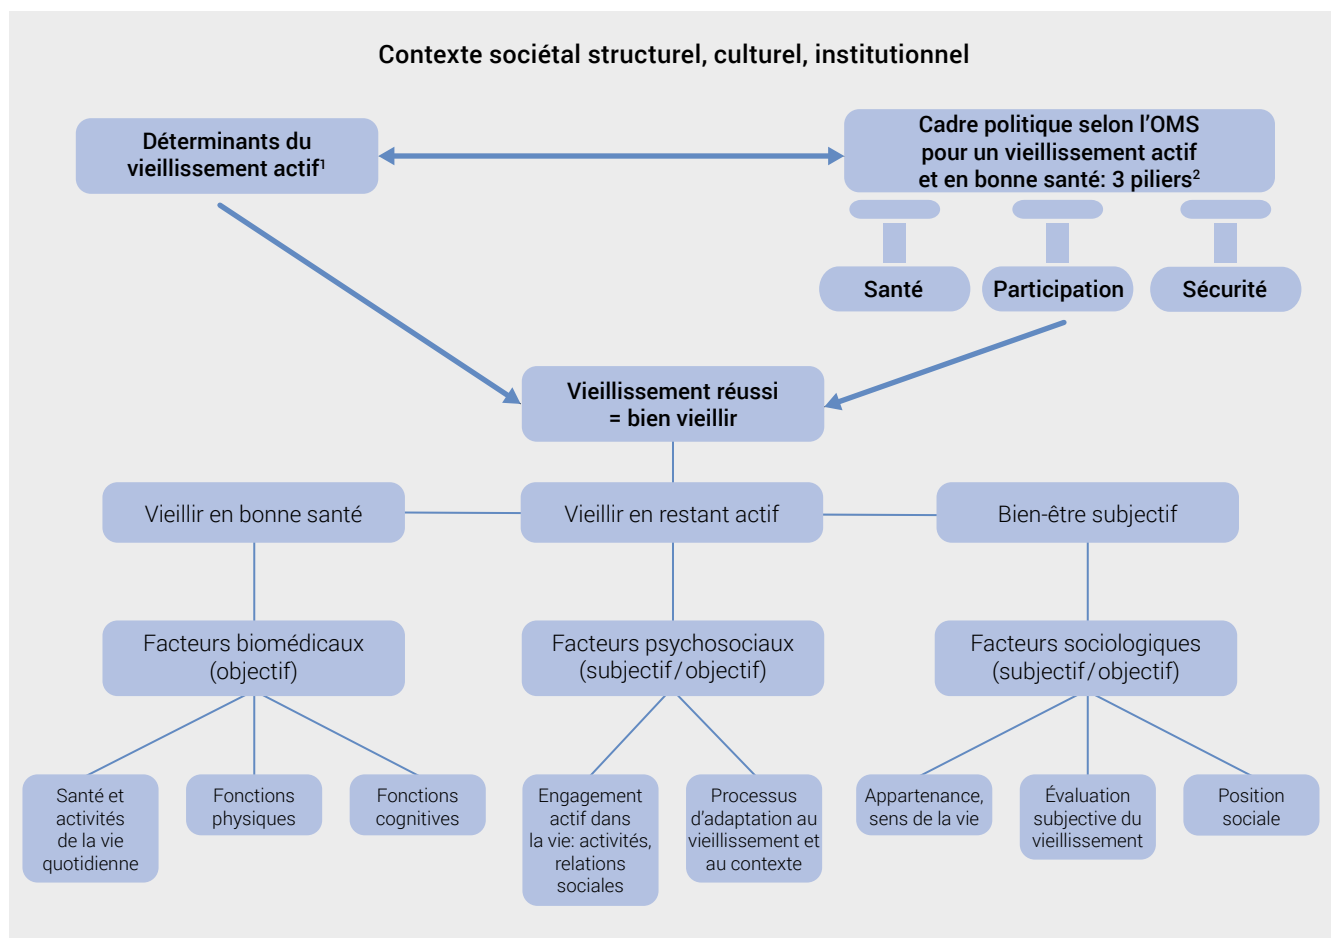 Contexte sociétal structurel, culturel, institutionnel
Déterminants du
vieillissement actif¹
Cadre politique selon l’OMS
pour un vieillissement actif
et en bonne santé: 3 piliers²
Santé
Participation
Sécurité
Vieillissement réussi
= bien vieillir
Vieillir en bonne santé
Vieillir en restant actif
Bien-être subjectif
Facteurs biomédicaux
(objectif)
Facteurs psychosociaux
(subjectif/objectif)
Facteurs sociologiques
(subjectif/objectif)
Santé et
activités
de la vie
quotidienne
Fonctions
physiques
Fonctions
cognitives
Engagement
actif dans
la vie: activités,
relations
sociales
Processus
d’adaptation au
vieillissement et
au contexte
Appartenance,
sens de la vie
Évaluation
subjective du
vieillissement
Position
sociale